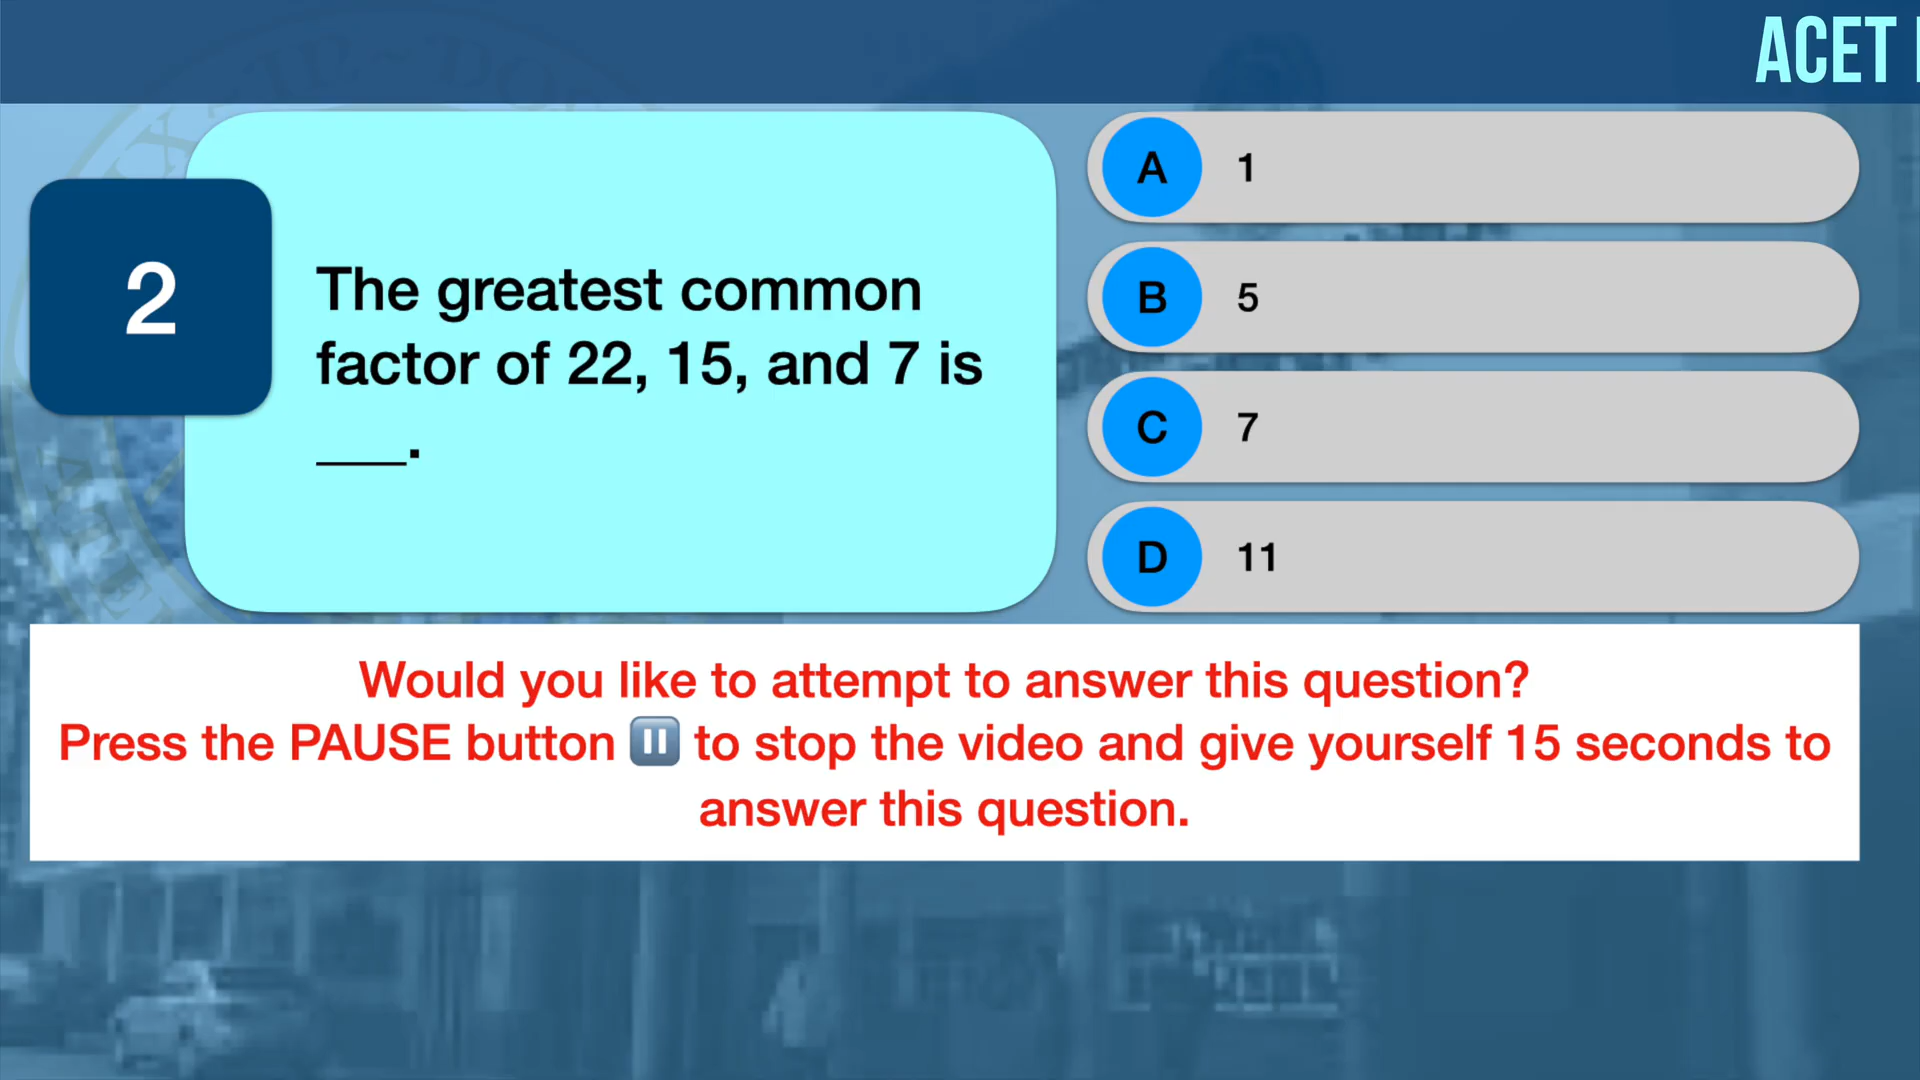 ACET
2
The greatest common
factor of 22, 15, and 7 is
___.
A 1
B 5
C 7
D 11
Would you like to attempt to answer this question?
Press the PAUSE button ⏸️ to stop the video and give yourself 15 seconds to
answer this question.